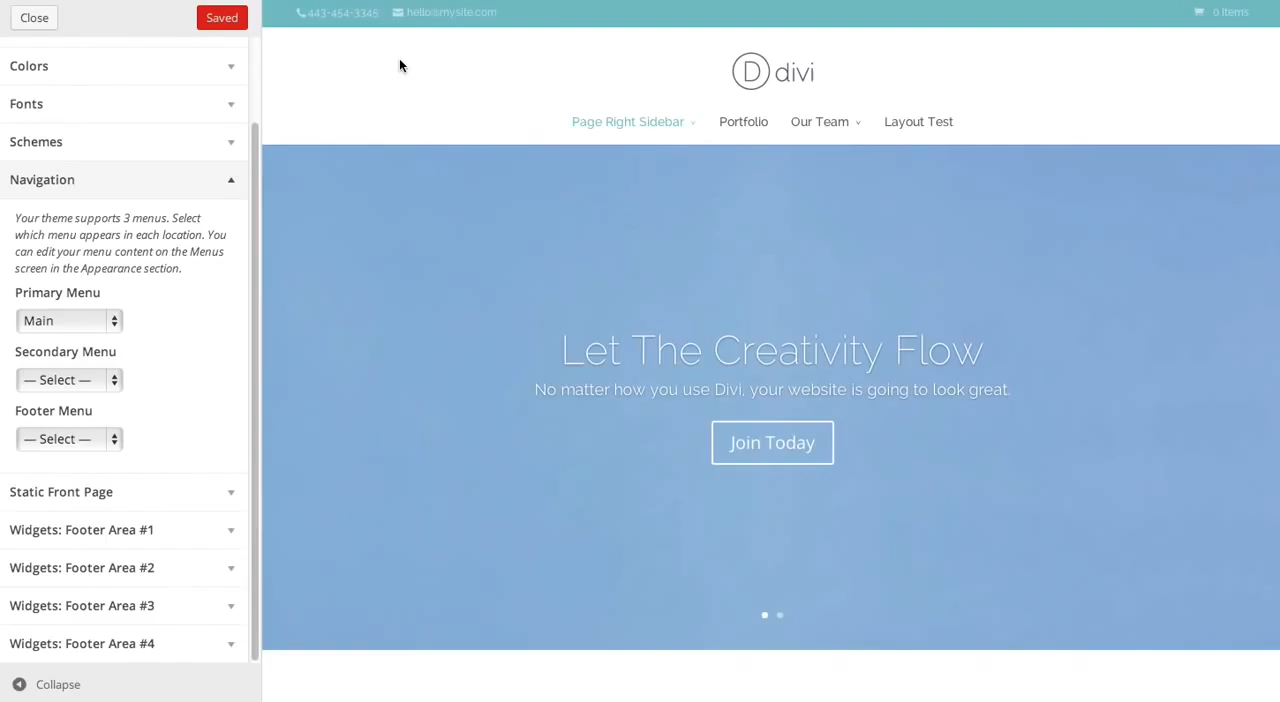 Close
Saved
Colors
Fonts
Schemes
Navigation
Your theme supports 3 menus. Select
which menu appears in each location. You
can edit your menu content on the Menus
screen in the Appearance section.
Primary Menu
Main
Secondary Menu
— Select —
Footer Menu
— Select —
Static Front Page
Widgets: Footer Area #1
Widgets: Footer Area #2
Widgets: Footer Area #3
Widgets: Footer Area #4
Collapse
443-454-3345 hello@mysite.com 0 Items
D divi
Page Right Sidebar Portfolio Our Team Layout Test
Let The Creativity Flow
No matter how you use Divi, your website is going to look great.
Join Today